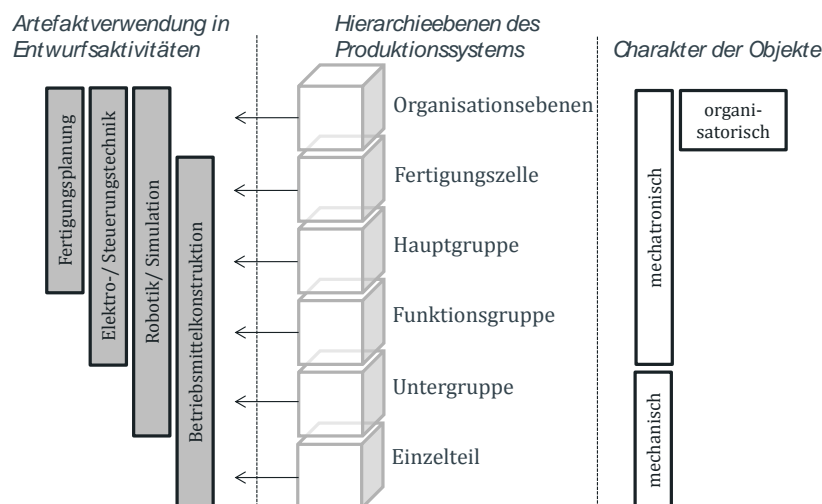 Artefaktverwendung in
Entwurfsaktivitäten
Hierarchieebenen des
Produktionssystems
Charakter der Objekte
Fertigungsplanung
Elektro-/ Steuerungstechnik
Robotik/ Simulation
Betriebsmittelkonstruktion
Organisationsebenen
Fertigungszelle
Hauptgruppe
Funktionsgruppe
Untergruppe
Einzelteil
mechatronisch
organi-
satorisch
mechanisch